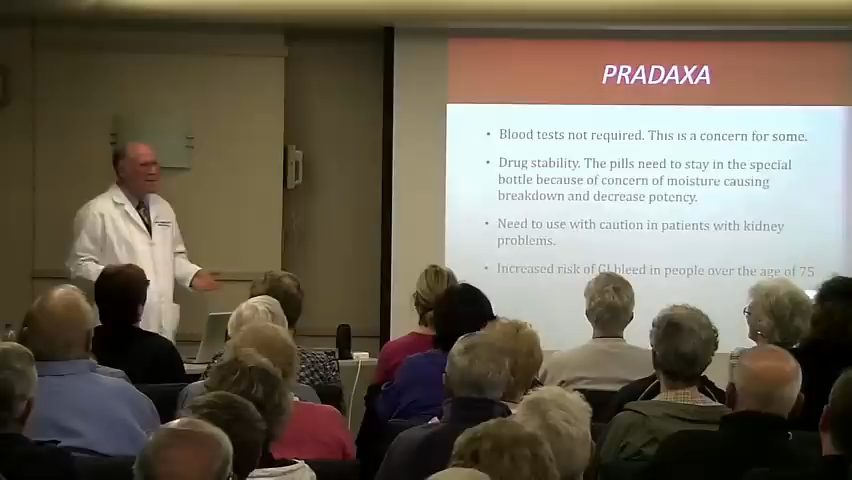 PRADAXA
• Blood tests not required. This is a concern for some.
• Drug stability. The pills need to stay in the special
bottle because of concern of moisture causing
breakdown and decrease potency.
• Need to use with caution in patients with kidney
problems.
• Increased risk of GI bleed in people over the age of 75